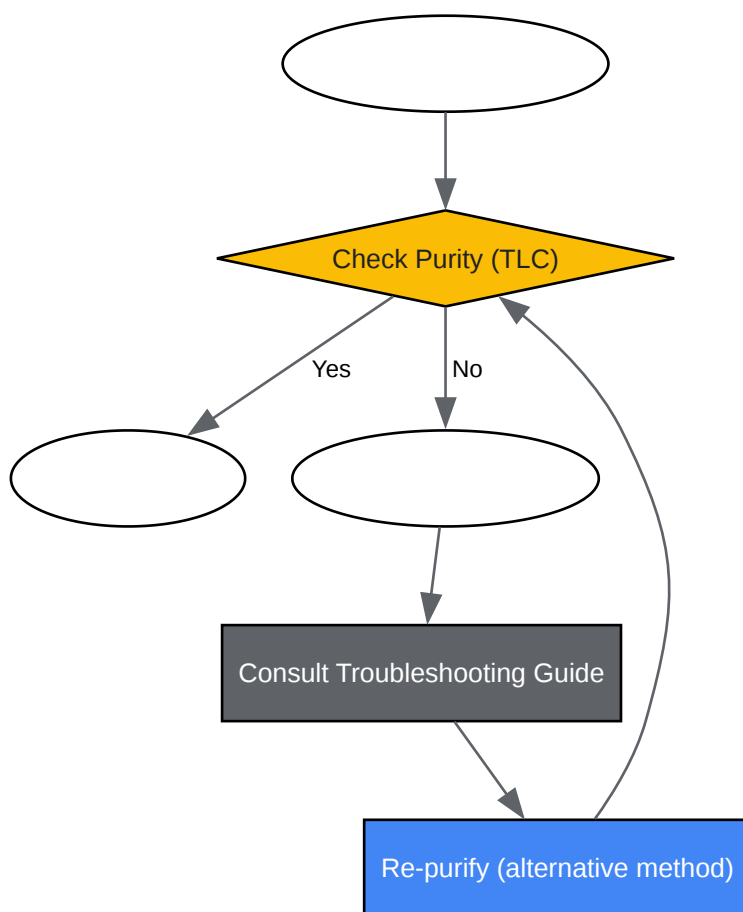 Check Purity (TLC)
Yes
No
Consult Troubleshooting Guide
Re-purify (alternative method)